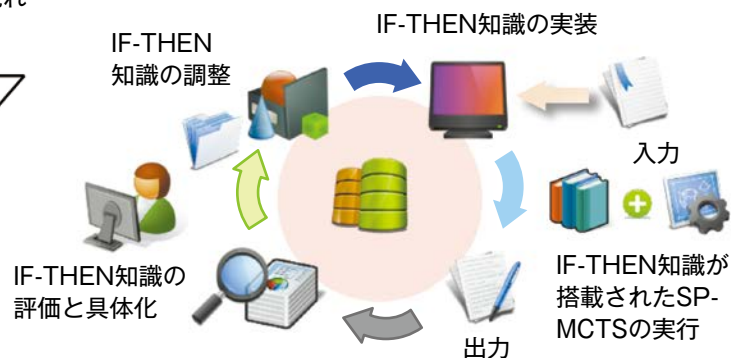 れ
IF-THEN知識の実装
IF-THEN
知識の調整
入力
IF-THEN知識の
評価と具体化
IF-THEN知識が
搭載されたSP-
MCTSの実行
出力